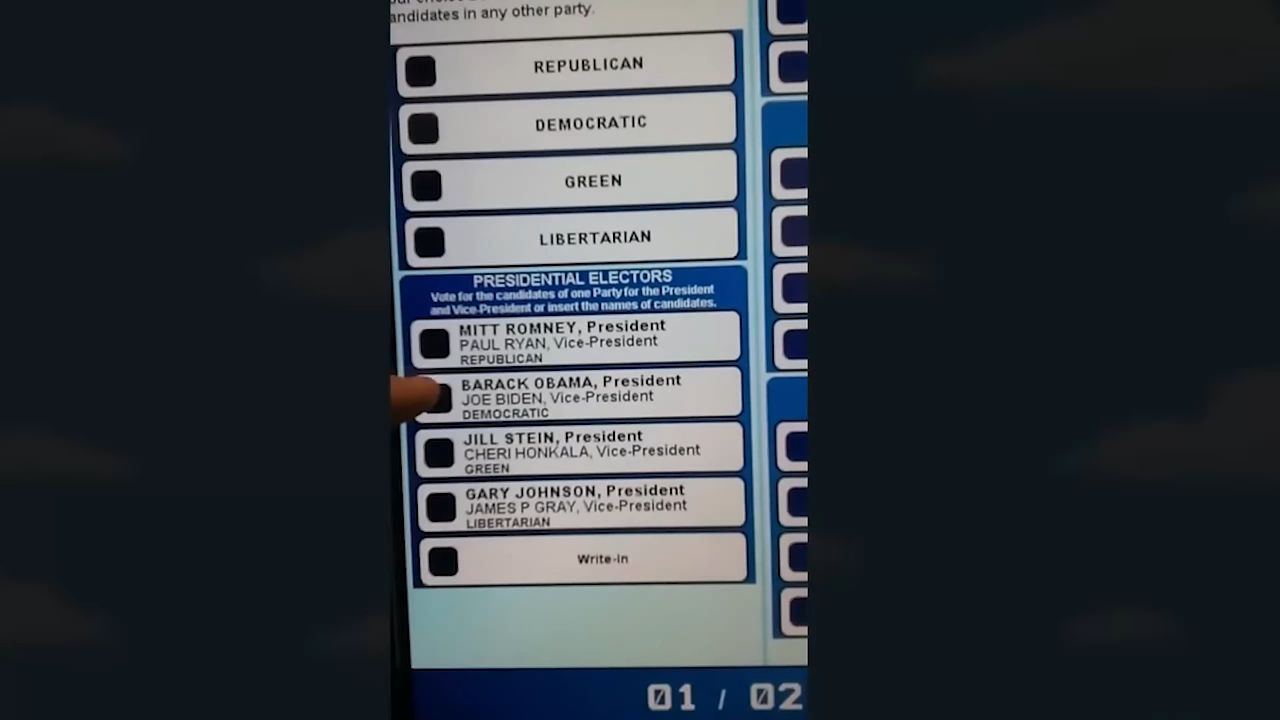 andidates in any other party.
REPUBLICAN
DEMOCRATIC
GREEN
LIBERTARIAN
PRESIDENTIAL ELECTORS
Vote for the candidates of one Party for the President
and Vice-President or insert the names of candidates.
MITT ROMNEY, President
PAUL RYAN, Vice-President
REPUBLICAN
BARACK OBAMA, President
JOE BIDEN, Vice-President
DEMOCRATIC
JILL STEIN, President
CHERI HONKALA, Vice-President
GREEN
GARY JOHNSON, President
JAMES P GRAY, Vice-President
LIBERTARIAN
Write-in
01 / 02